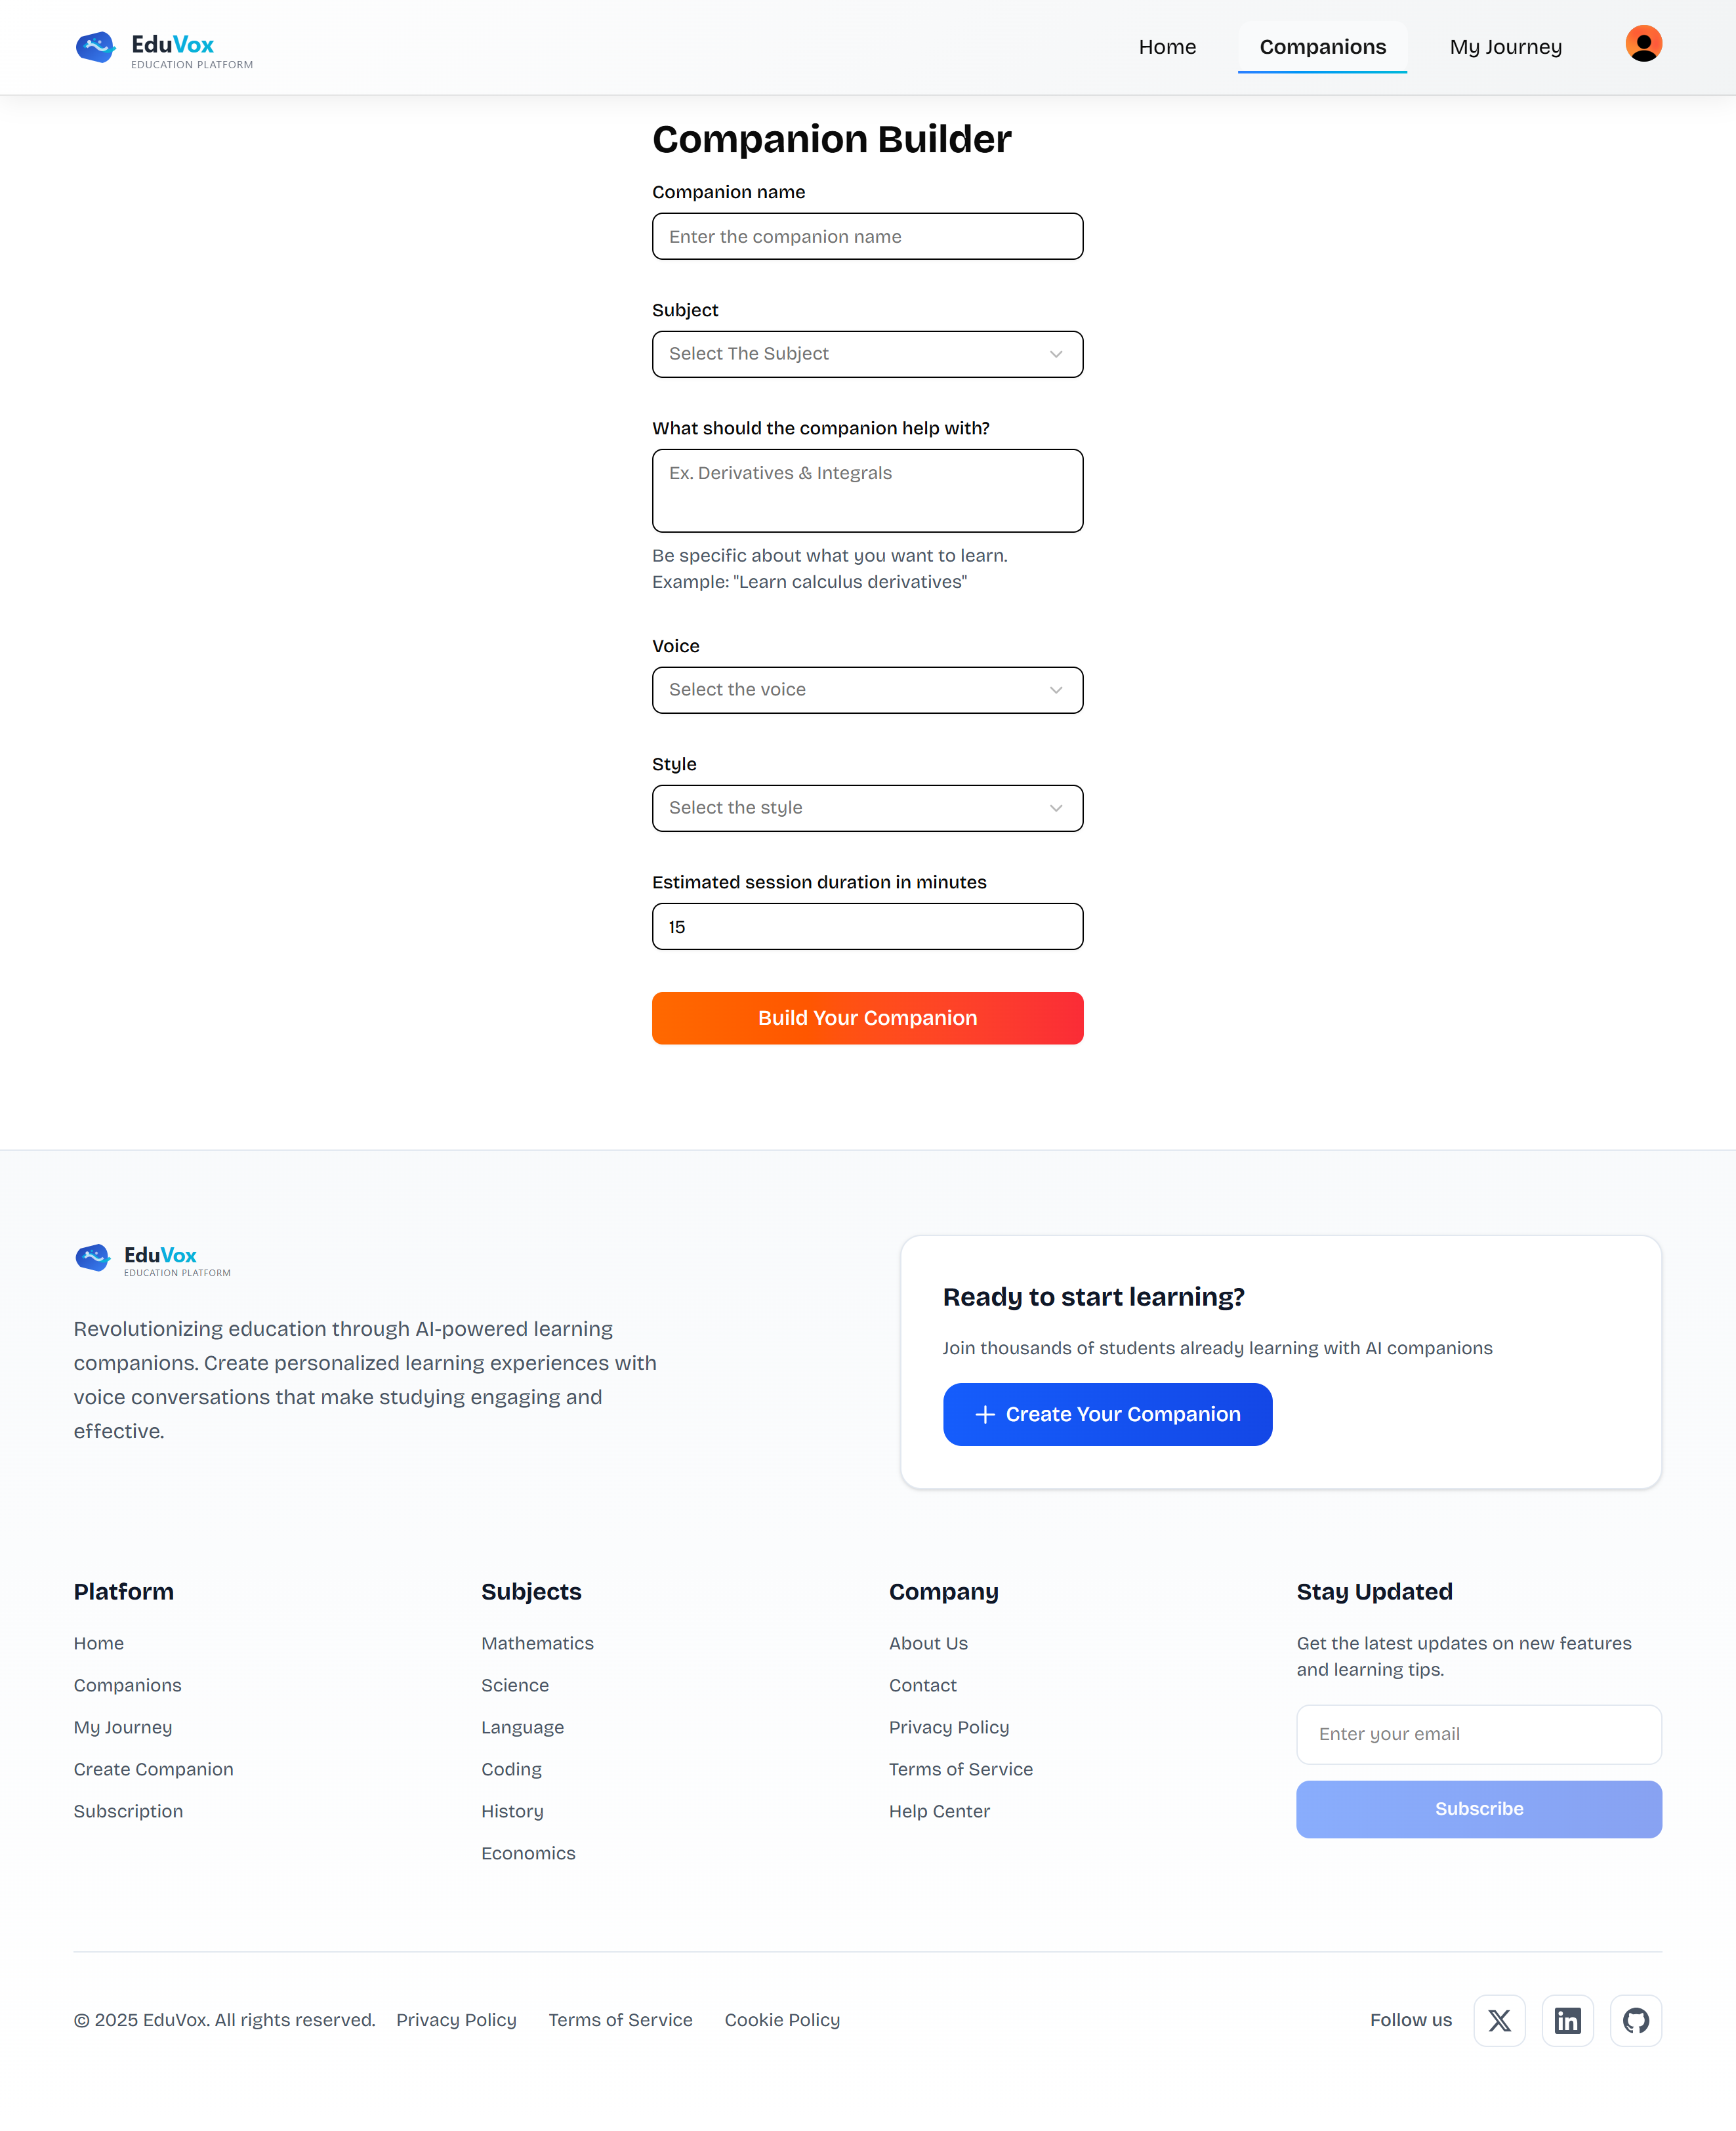 EduVox
EDUCATION PLATFORM
Home
Companions
My Journey
Companion Builder
Companion name
Enter the companion name
Subject
Select The Subject
What should the companion help with?
Ex. Derivatives & Integrals
Be specific about what you want to learn.
Example: "Learn calculus derivatives"
Voice
Select the voice
Style
Select the style
Estimated session duration in minutes
15
Build Your Companion
EduVox
EDUCATION PLATFORM
Revolutionizing education through AI-powered learning
companions. Create personalized learning experiences with
voice conversations that make studying engaging and
effective.
Ready to start learning?
Join thousands of students already learning with AI companions
Create Your Companion
Platform
Home
Companions
My Journey
Create Companion
Subscription
Subjects
Mathematics
Science
Language
Coding
History
Economics
Company
About Us
Contact
Privacy Policy
Terms of Service
Help Center
Stay Updated
Get the latest updates on new features
and learning tips.
Enter your email
Subscribe
© 2025 EduVox. All rights reserved.
Privacy Policy
Terms of Service
Cookie Policy
Follow us